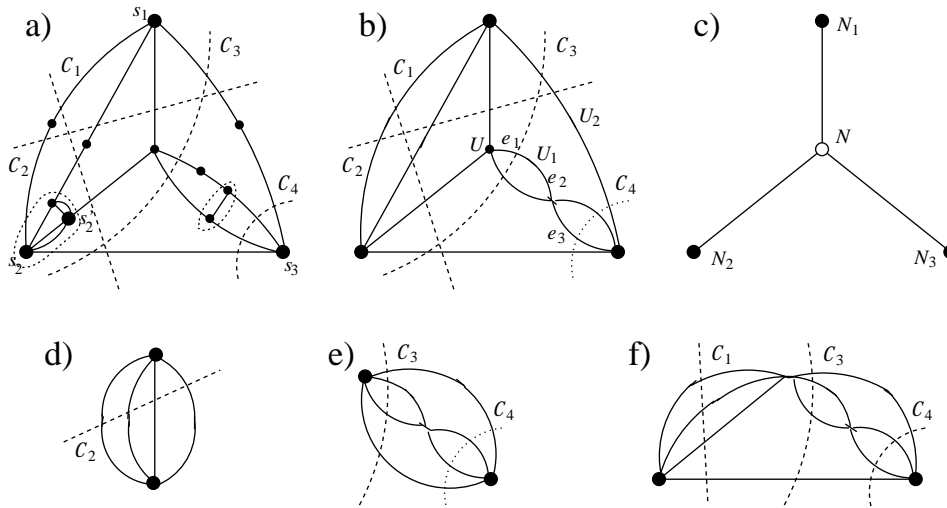 a)
s₁
C₁
C₃
C₂
C₄
s₂'
s₂
s₃
b)
C₁
C₃
U₂
U
e₁
U₁
C₂
e₂
C₄
e₃
c)
N₁
N
N₂
N₃
d)
C₂
e)
C₃
C₄
f)
C₁
C₃
C₄